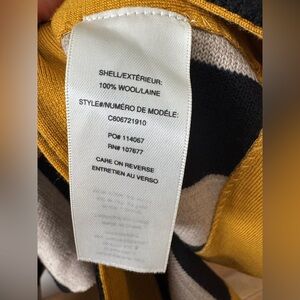 SHELL/EXTÉRIEUR:
100% WOOL/LAINE
STYLE#/NUMÉRO DE MODÈLE:
C606721910
PO# 114067
RN# 107677
CARE ON REVERSE
ENTRETIEN AU VERSO